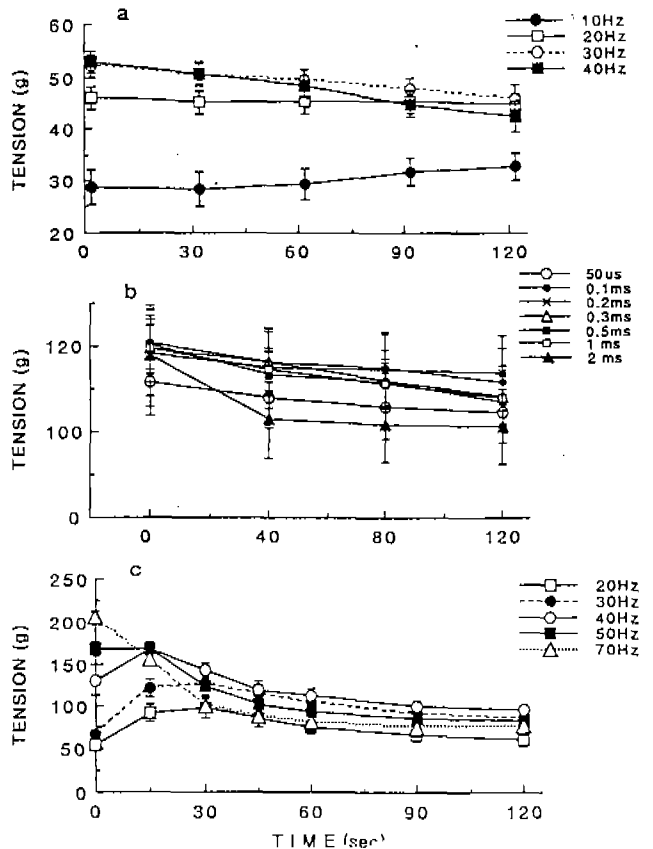 a
10Hz
20Hz
30Hz
40Hz
TENSION (g)
60
50
40
30
20
0 30 60 90 120
b
50us
0.1ms
0.2ms
0.3ms
0.5ms
1 ms
2 ms
TENSION (g)
120
100
0
0 40 80 120
c
20Hz
30Hz
40Hz
50Hz
70Hz
TENSION (g)
250
200
150
100
50
0
0 15 30 45 60 90 120
TIME (sec)